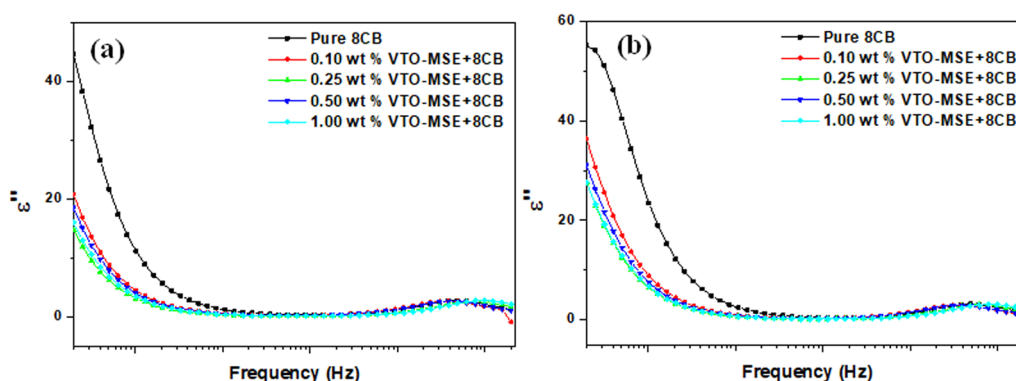 (a)
Pure 8CB
0.10 wt % VTO-MSE+8CB
0.25 wt % VTO-MSE+8CB
0.50 wt % VTO-MSE+8CB
1.00 wt % VTO-MSE+8CB
40
20
0
ε"
Frequency (Hz)
(b)
Pure 8CB
0.10 wt % VTO-MSE+8CB
0.25 wt % VTO-MSE+8CB
0.50 wt % VTO-MSE+8CB
1.00 wt % VTO-MSE+8CB
60
40
20
0
ε"
Frequency (Hz)